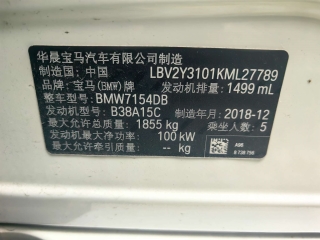 华晨宝马汽车有限公司制造
制造国：中国 LBV2Y3101KML27789
品牌：宝马(BMW)牌 发动机排量：1499 mL
整车型号：BMW7154DB
发动机型号：B38A15C 制造年月：2018-12
最大允许总质量：1855 kg 乘坐人数：5
发动机最大净功率：100 kW
最大允许牵引质量：- kg